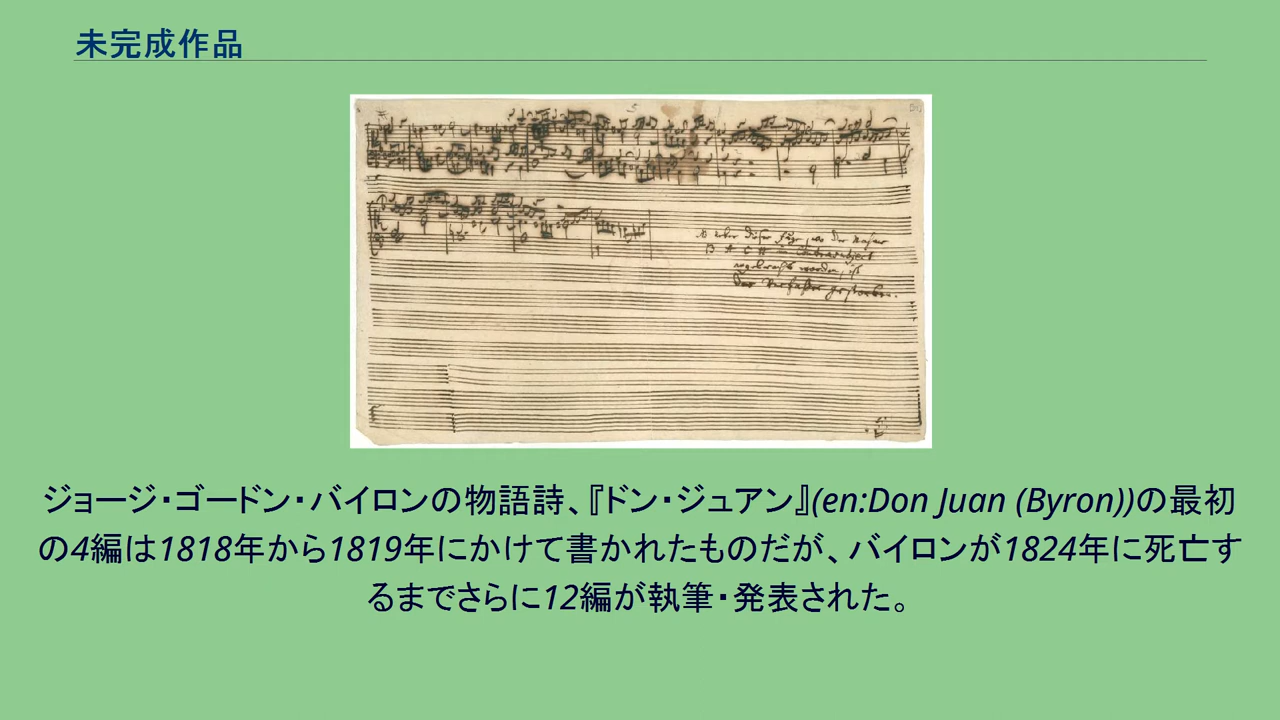 未完成作品
B A C H
ジョージ・ゴードン・バイロンの物語詩、『ドン・ジュアン』(en:Don Juan (Byron))の最初
の4編は1818年から1819年にかけて書かれたものだが、バイロンが1824年に死亡す
るまでさらに12編が執筆・発表された。